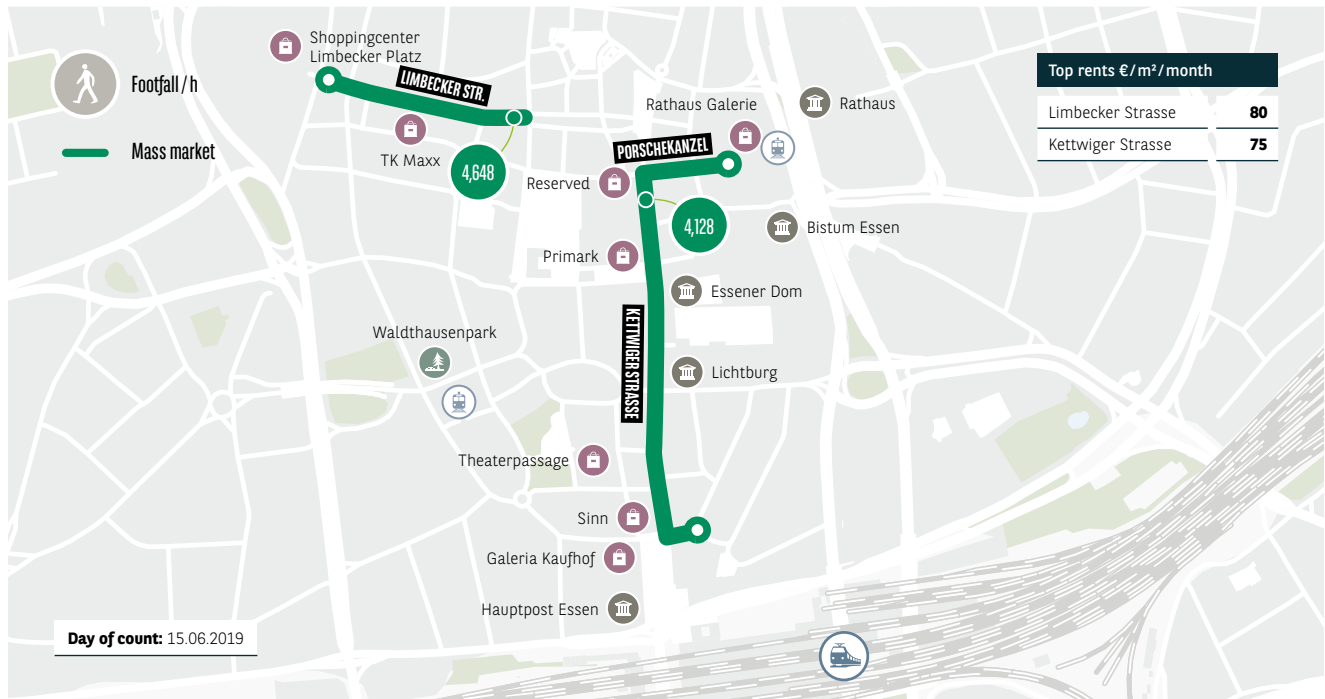 Shoppingcenter
Limbecker Platz
Footfall / h
LIMBECKER STR.
Top rents €/m²/month
Rathaus Galerie
Rathaus
Limbecker Strasse 80
Mass market
TK Maxx
PORSCHEKANZEL
Kettwiger Strasse 75
4,648
Reserved
4,128
Bistum Essen
Primark
Essener Dom
Waldthausenpark
KETTWIGER STRASSE
Lichtburg
Theaterpassage
Sinn
Galeria Kaufhof
Hauptpost Essen
Day of count: 15.06.2019